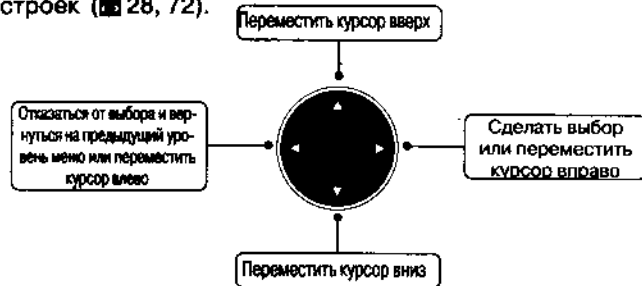 строек (28, 72).
Переместить курсор вверх
Отказаться от выбора и вер-
нуться на предыдущий уро-
вень меню или переместить
курсор влево
Сделать выбор
или переместить
курсор вправо
Переместить курсор вниз